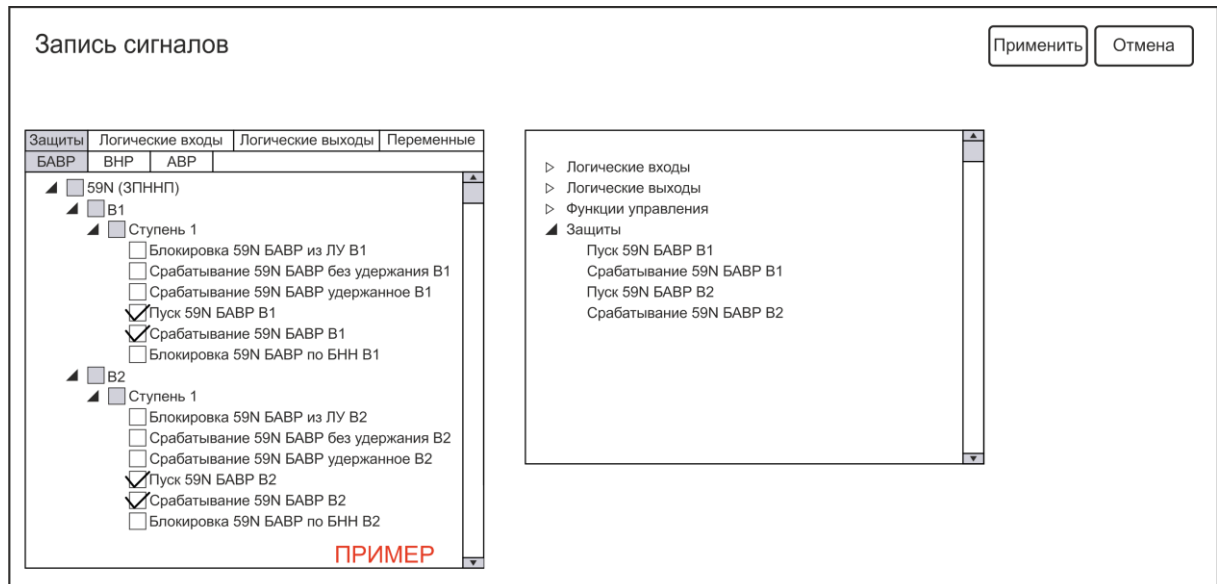 Запись сигналов
Применить
Отмена
Защиты
Логические входы
Логические выходы
Переменные
БАВР
ВНР
АВР
59N (ЗПННП)
В1
Ступень 1
Блокировка 59N БАВР из ЛУ В1
Срабатывание 59N БАВР без удержания В1
Срабатывание 59N БАВР удержанное В1
Пуск 59N БАВР В1
Срабатывание 59N БАВР В1
Блокировка 59N БАВР по БНН В1
В2
Ступень 1
Блокировка 59N БАВР из ЛУ В2
Срабатывание 59N БАВР без удержания В2
Срабатывание 59N БАВР удержанное В2
Пуск 59N БАВР В2
Срабатывание 59N БАВР В2
Блокировка 59N БАВР по БНН В2
ПРИМЕР
Логические входы
Логические выходы
Функции управления
Защиты
Пуск 59N БАВР В1
Срабатывание 59N БАВР В1
Пуск 59N БАВР В2
Срабатывание 59N БАВР В2